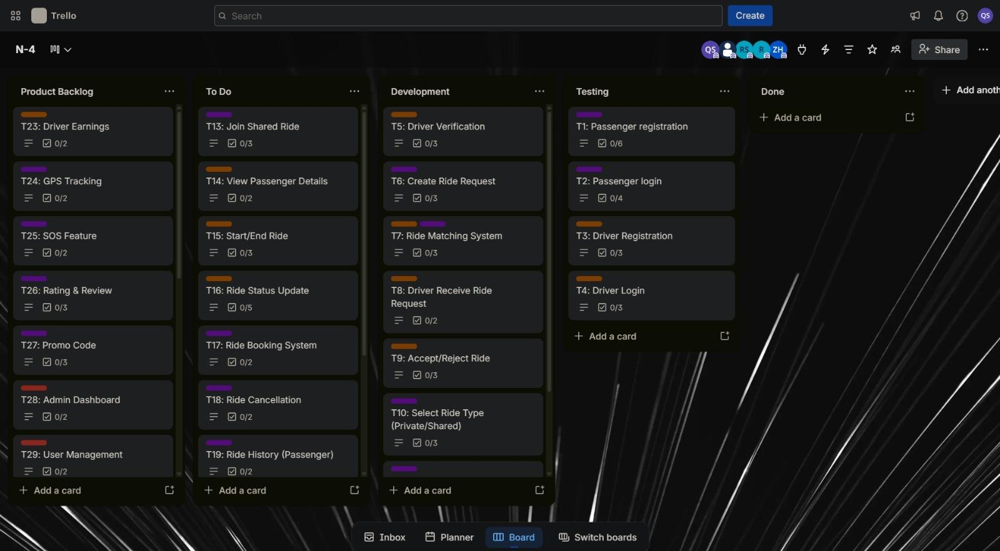 Trello
Search
Create
QS
N-4
QS
RS
R
ZH
Share
Product Backlog
T23: Driver Earnings
0/2
T24: GPS Tracking
0/2
T25: SOS Feature
0/2
T26: Rating & Review
0/3
T27: Promo Code
0/3
T28: Admin Dashboard
0/2
T29: User Management
0/2
Add a card
To Do
T13: Join Shared Ride
0/3
T14: View Passenger Details
0/2
T15: Start/End Ride
0/3
T16: Ride Status Update
0/5
T17: Ride Booking System
0/2
T18: Ride Cancellation
0/2
T19: Ride History (Passenger)
0/2
Add a card
Development
T5: Driver Verification
0/3
T6: Create Ride Request
0/3
T7: Ride Matching System
0/3
T8: Driver Receive Ride
Request
0/2
T9: Accept/Reject Ride
0/3
T10: Select Ride Type
(Private/Shared)
0/3
Add a card
Testing
T1: Passenger registration
0/6
T2: Passenger login
0/4
T3: Driver Registration
0/3
T4: Driver Login
0/3
Add a card
Done
Add a card
Add anoth
Inbox
Planner
Board
Switch boards